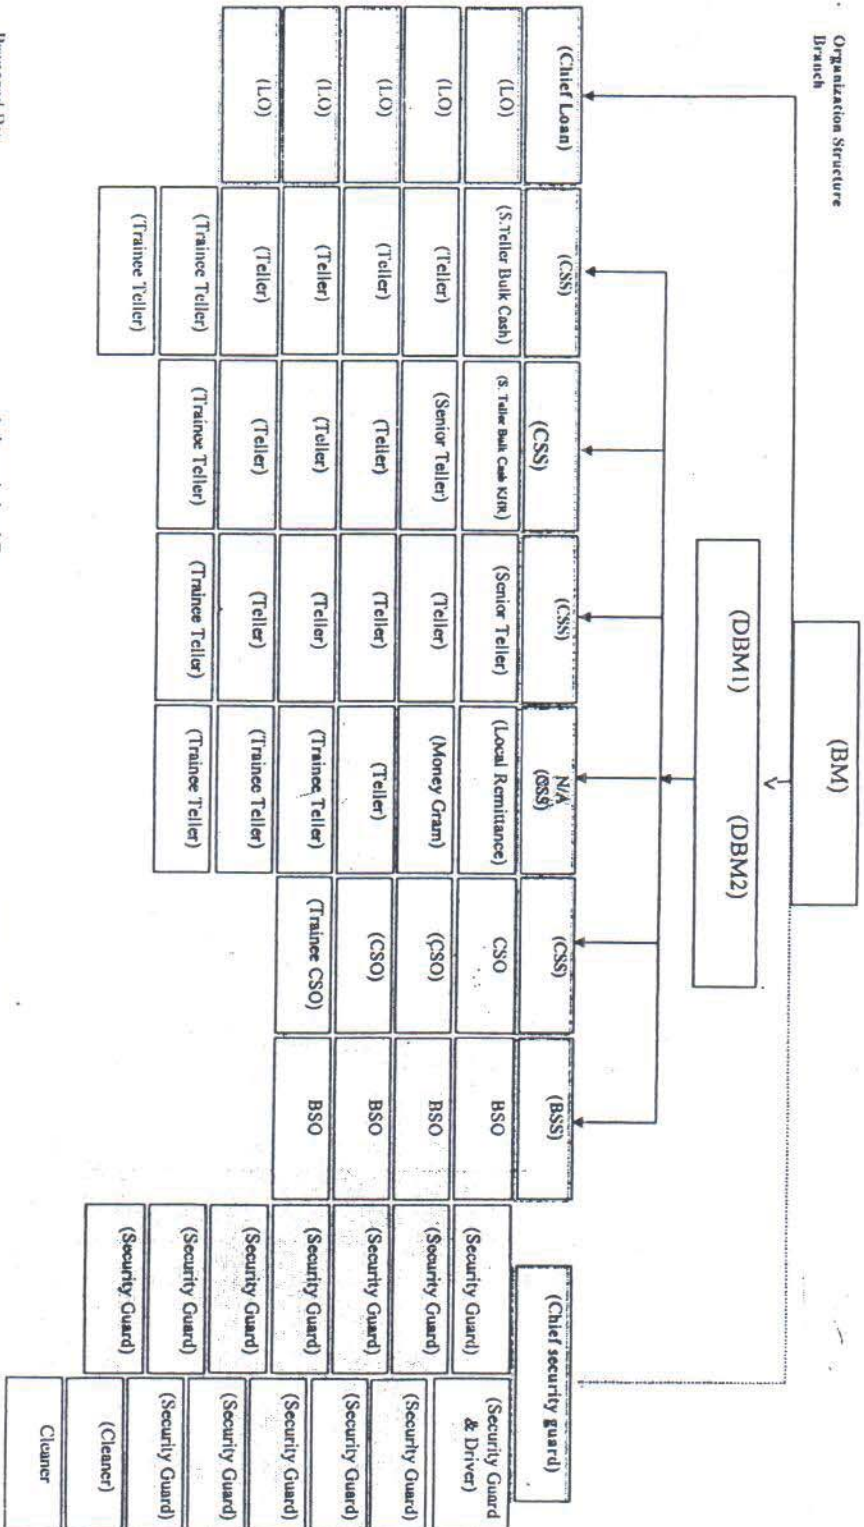 Organization Structure
Branch
(BM)
(DBM1) (DBM2)
(Chief Loan)
(LO)
(LO)
(LO)
(LO)
(LO)
(CSS)
(S.Teller Bulk Cash)
(Teller)
(Teller)
(Teller)
(Teller)
(Trainee Teller)
(Trainee Teller)
(CSS)
(S. Teller Bulk Cash KHR)
(Senior Teller)
(Teller)
(Teller)
(Teller)
(Trainee Teller)
(CSS)
(Senior Teller)
(Teller)
(Teller)
(Teller)
(Teller)
(Trainee Teller)
N/A
(CSS)
(Local Remittance)
(Money Gram)
(Teller)
(Trainee Teller)
(Trainee Teller)
(Trainee Teller)
(CSS)
CSO
(CSO)
(CSO)
(Trainee CSO)
(BSS)
BSO
BSO
BSO
BSO
(Chief security guard)
(Security Guard)
(Security Guard)
(Security Guard)
(Security Guard)
(Security Guard)
(Security Guard)
(Security Guard)
(Security Guard
& Driver)
(Security Guard)
(Security Guard)
(Security Guard)
(Security Guard)
(Security Guard)
(Cleaner)
Cleaner